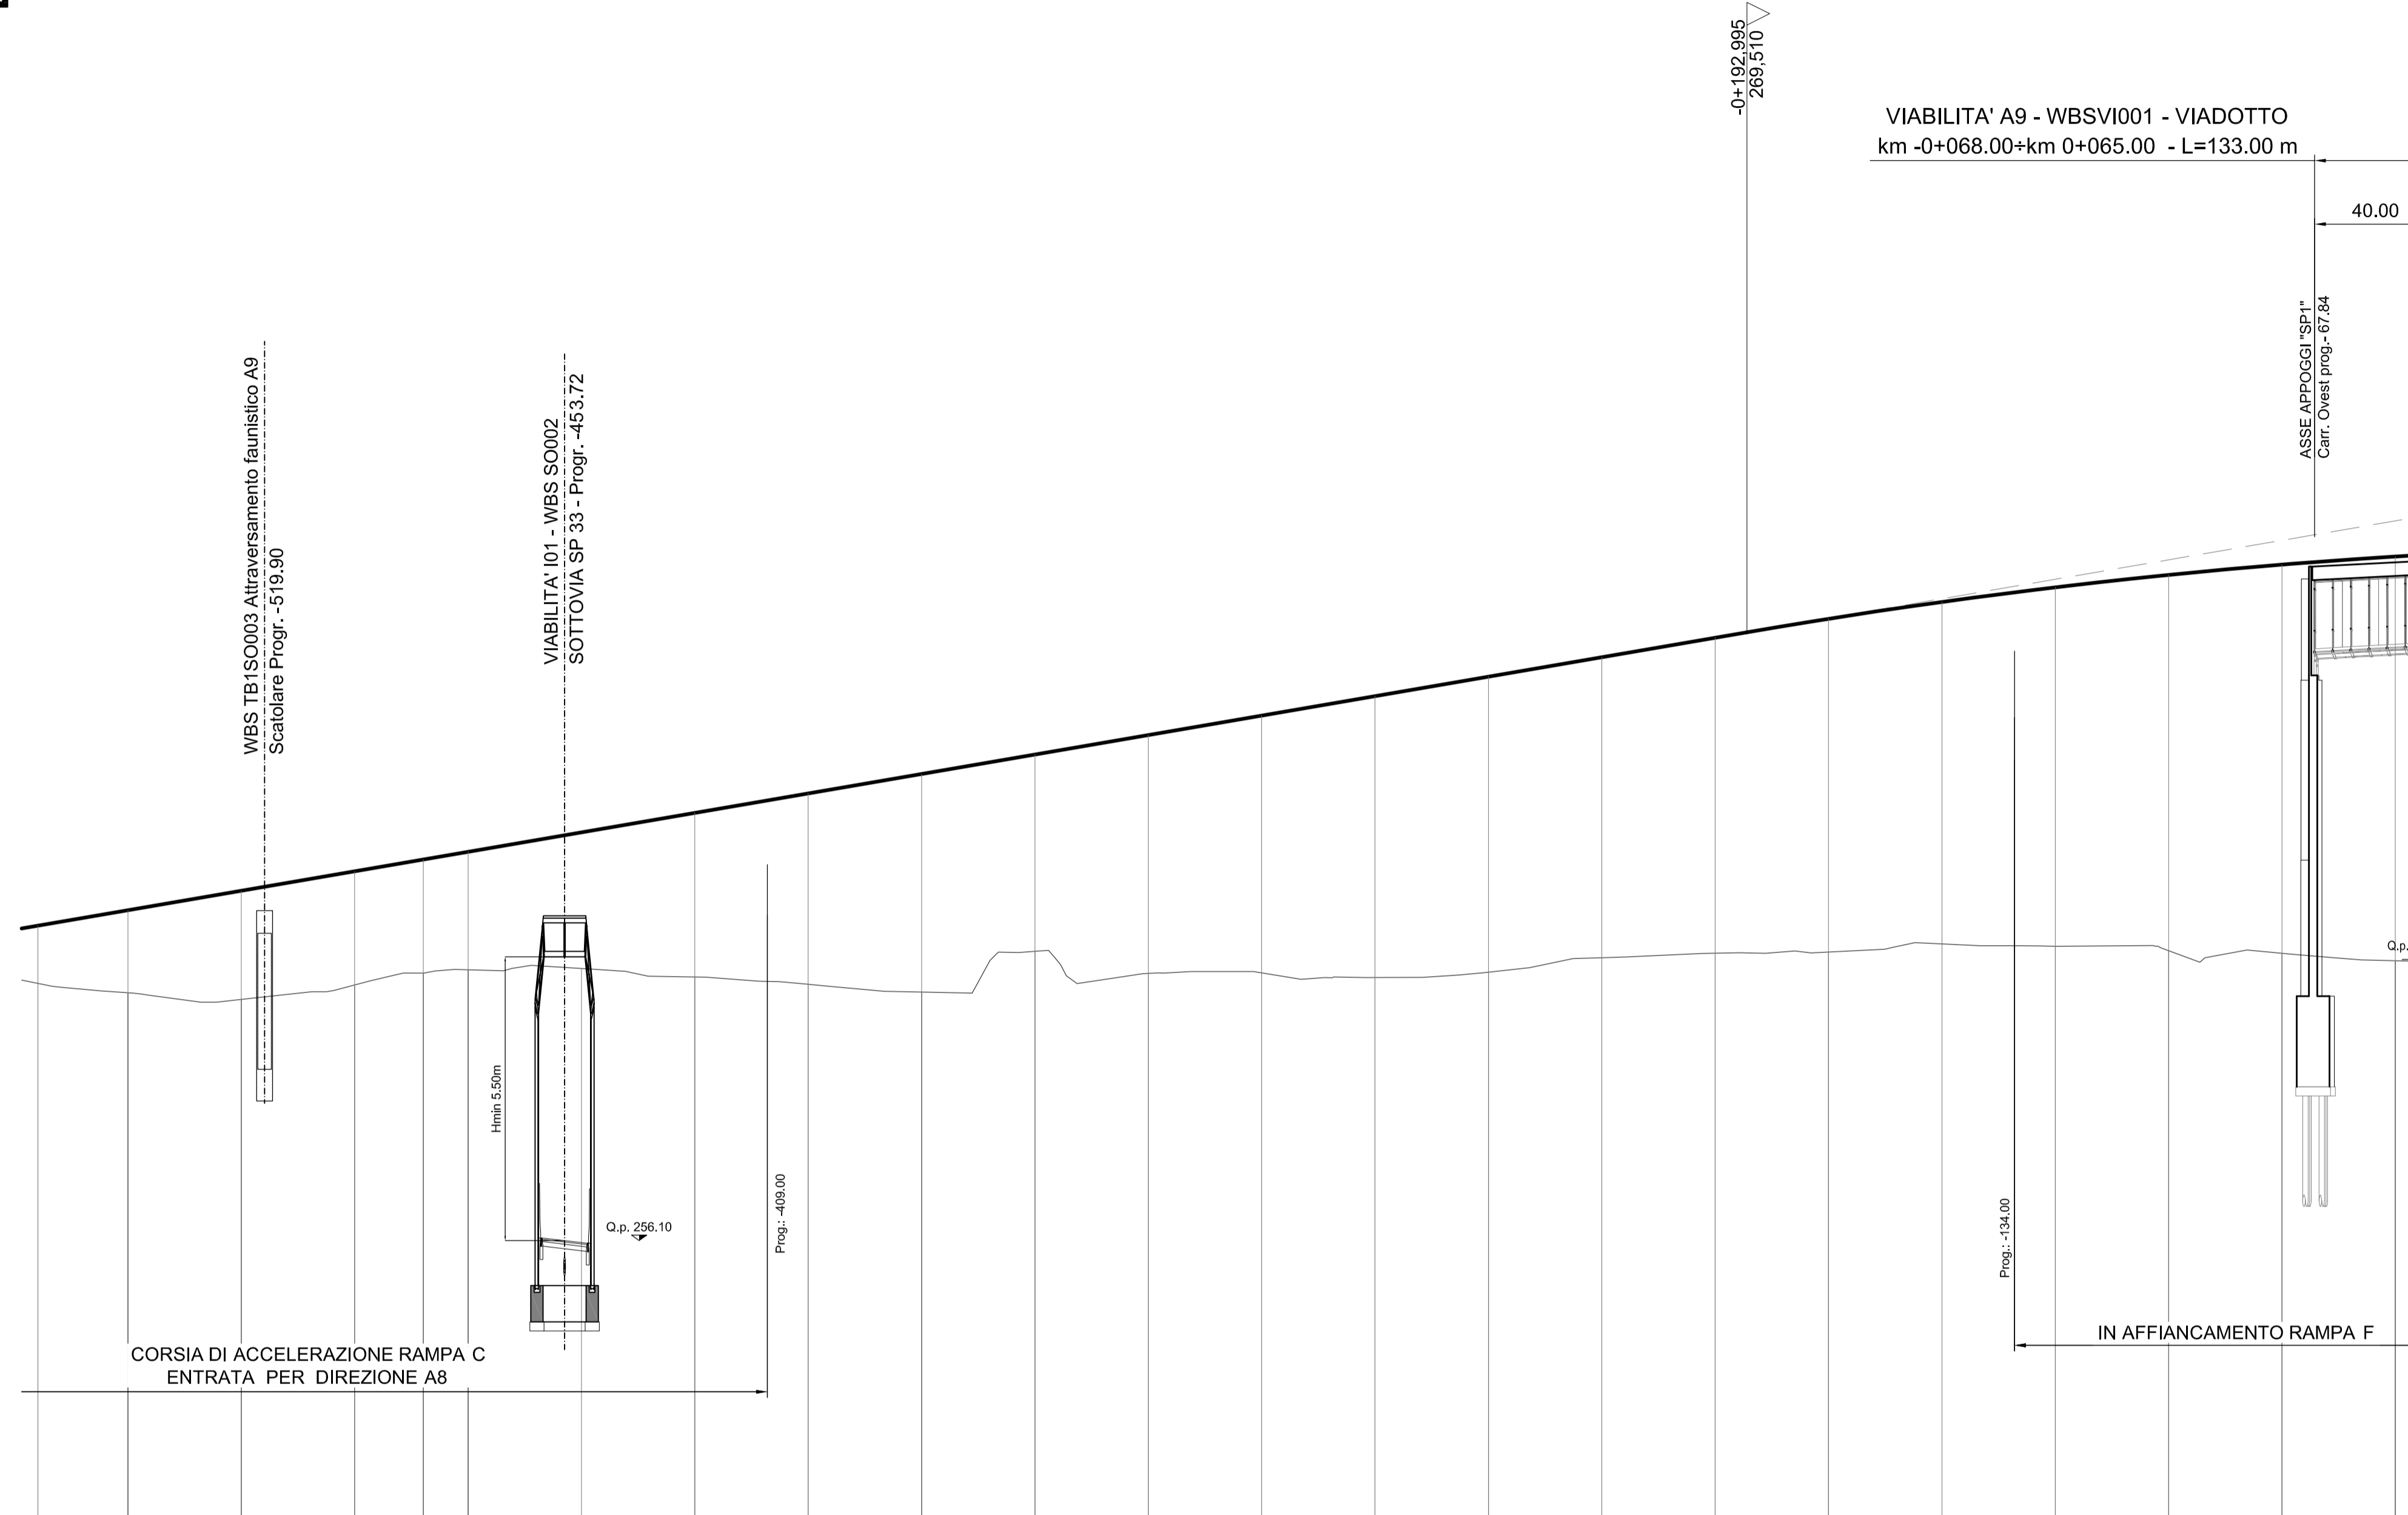 -0+192,995
269,510
VIABILITA' A9 - WBSVI001 - VIADOTTO
km -0+068.00÷km 0+065.00 - L=133.00 m
40.00
ASSE APPOGGI "SP1"
Carr. Ovest prog.- 67.84
WBS TB1SO003 Attraversamento faunistico A9
Scatolare Progr. -519.90
VIABILITA' I01 - WBS SO002
SOTTOVIA SP 33 - Progr. -453.72
Q.p.
Hmin 5.50m
Q.p. 256.10
Prog.: -409.00
Prog.: -134.00
IN AFFIANCAMENTO RAMPA F
CORSIA DI ACCELERAZIONE RAMPA C
ENTRATA PER DIREZIONE A8